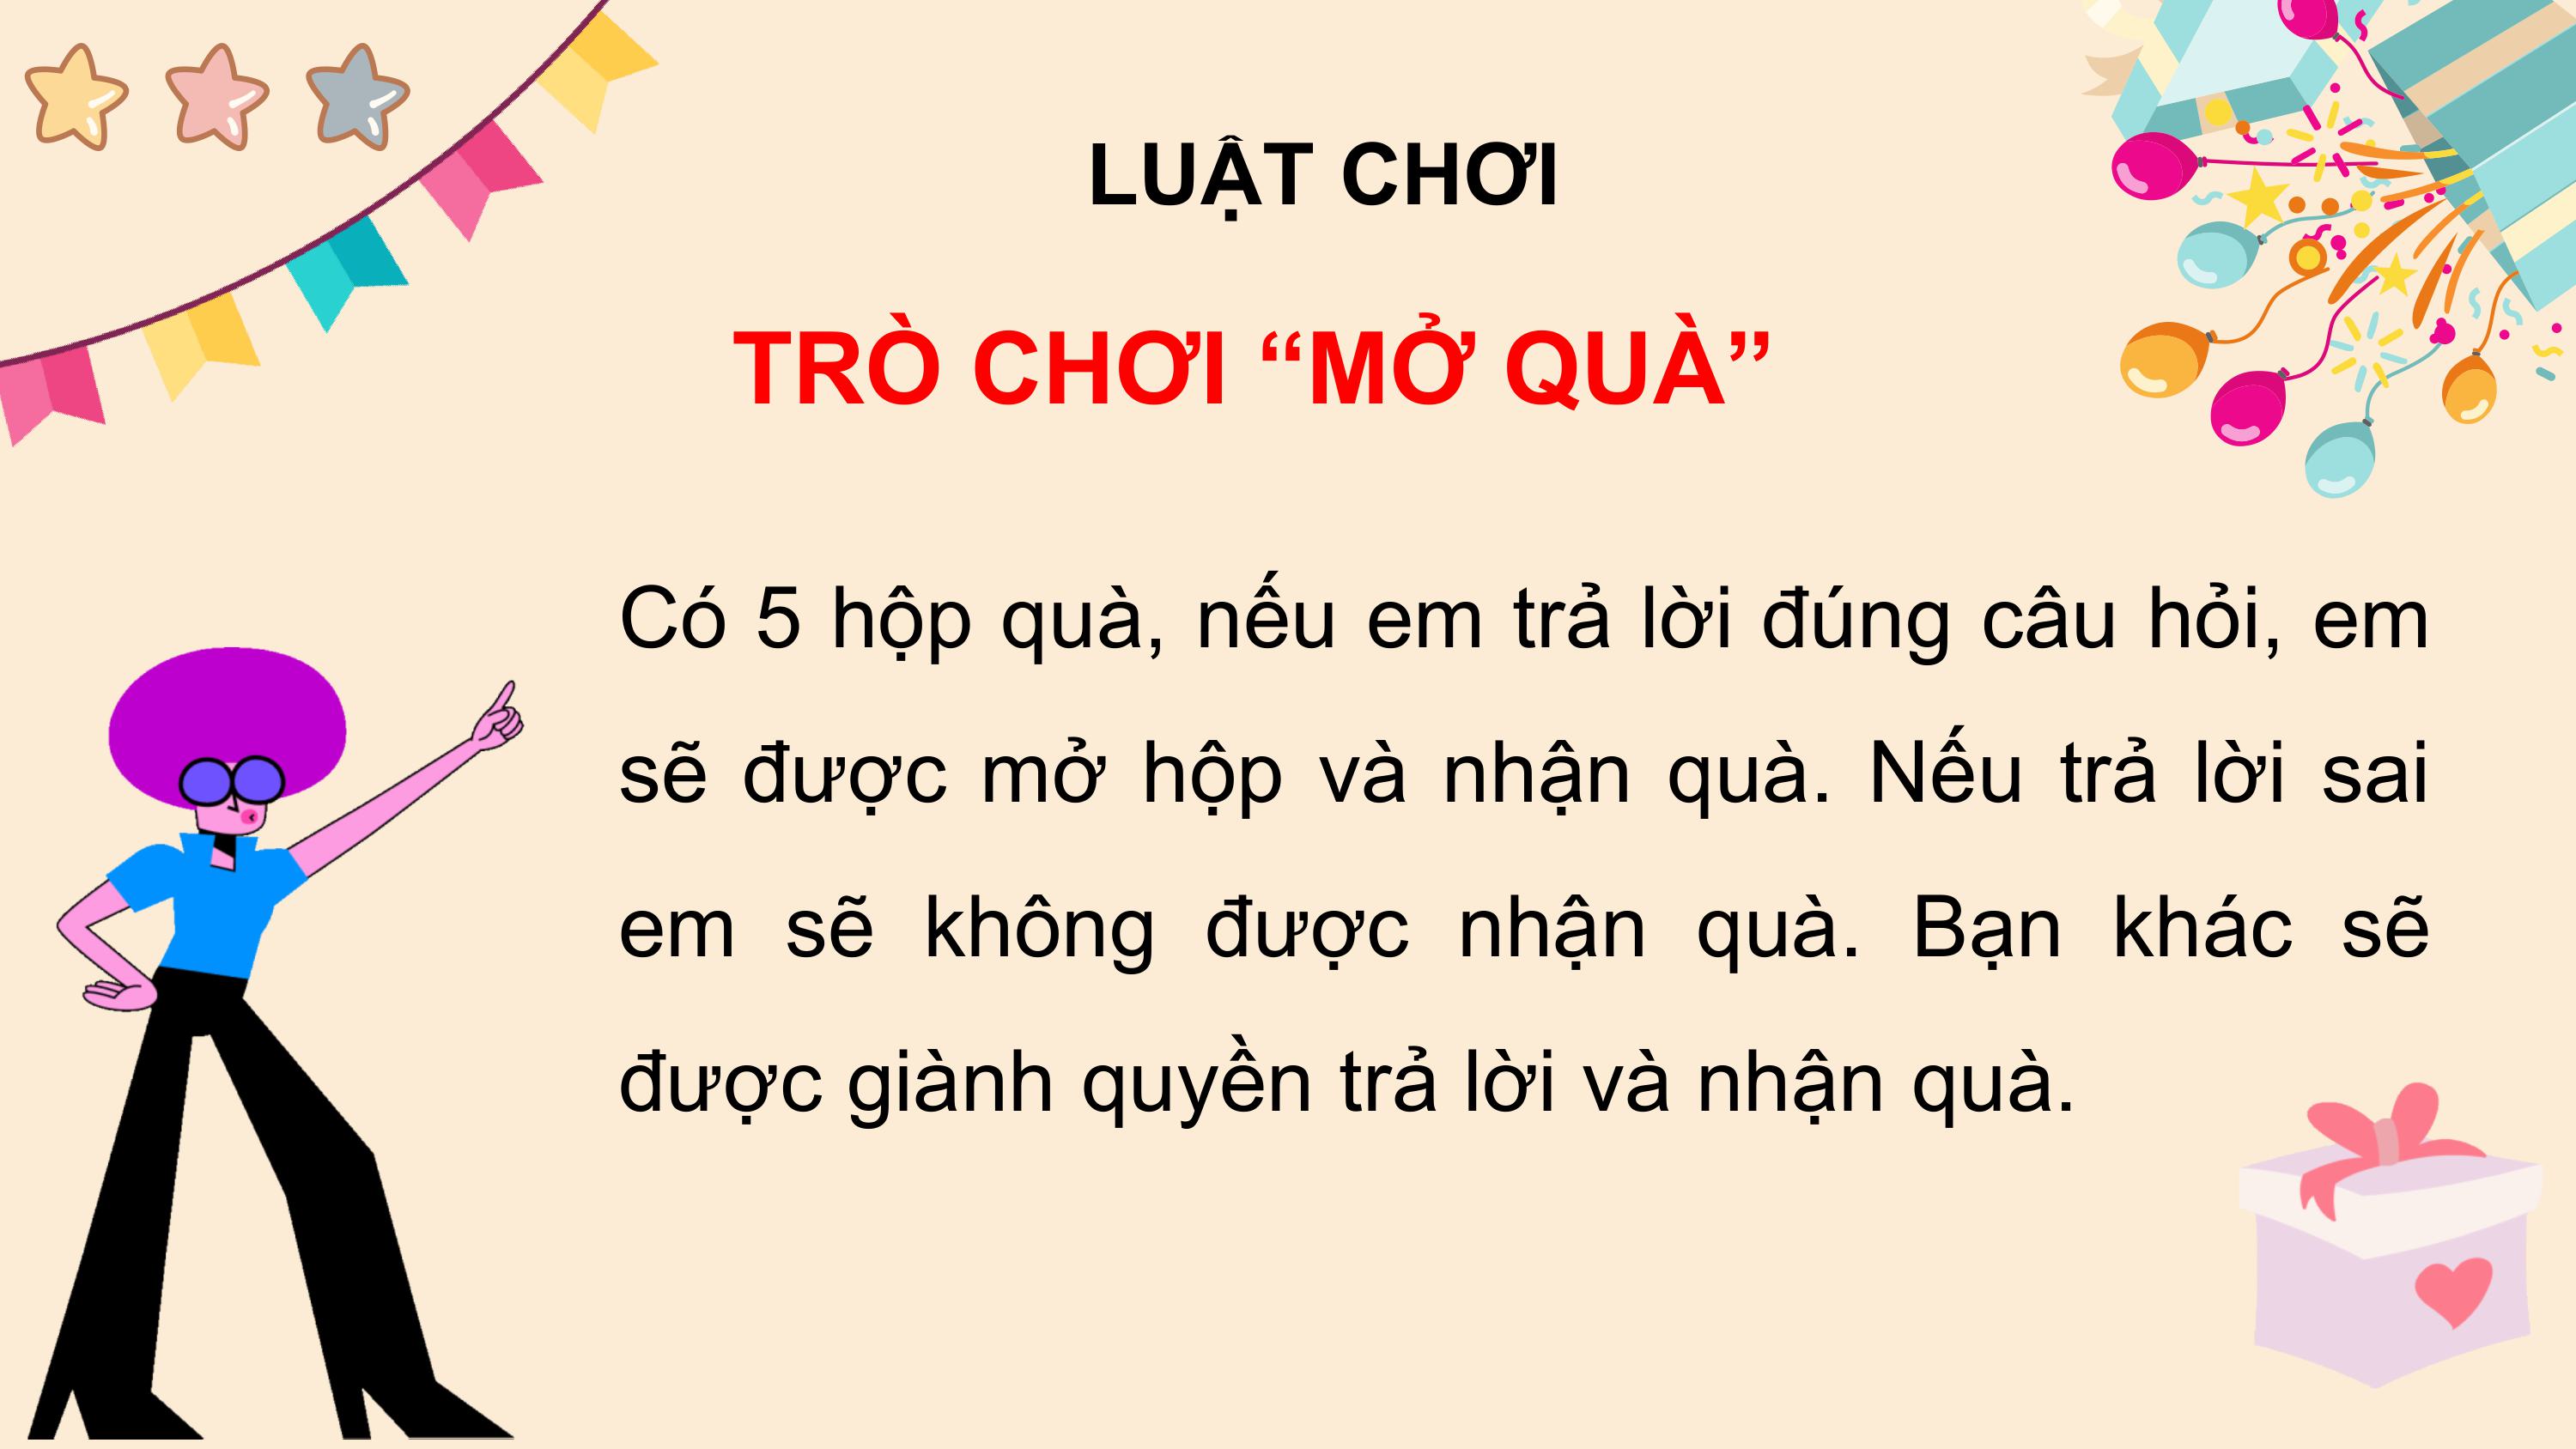 LUẬT CHƠI
TRÒ CHƠI “MỞ QUÀ”
Có 5 hộp quà, nếu em trả lời đúng câu hỏi, em
sẽ được mở hộp và nhận quà. Nếu trả lời sai
em sẽ không được nhận quà. Bạn khác sẽ
được giành quyền trả lời và nhận quà.